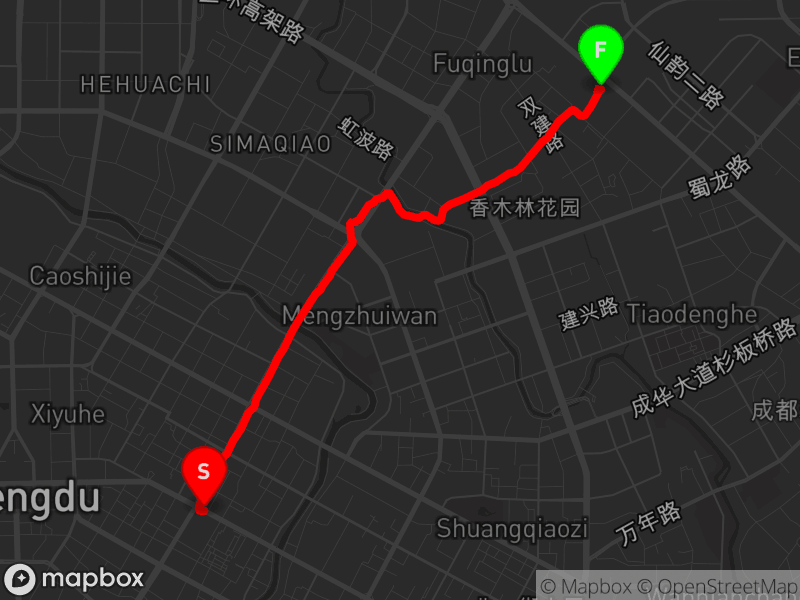 环高架路
Fuqinglu
F
仙韵二路
HEHUACHI
双建路
虹波路
SIMAQIAO
蜀龙路
香木林花园
Caoshijie
Mengzhuiwan
建兴路
Tiaodenghe
成华大道杉板桥路
Xiyuhe
成都
S
engdu
Shuangqiaozi
万年路
mapbox
© Mapbox © OpenStreetMap